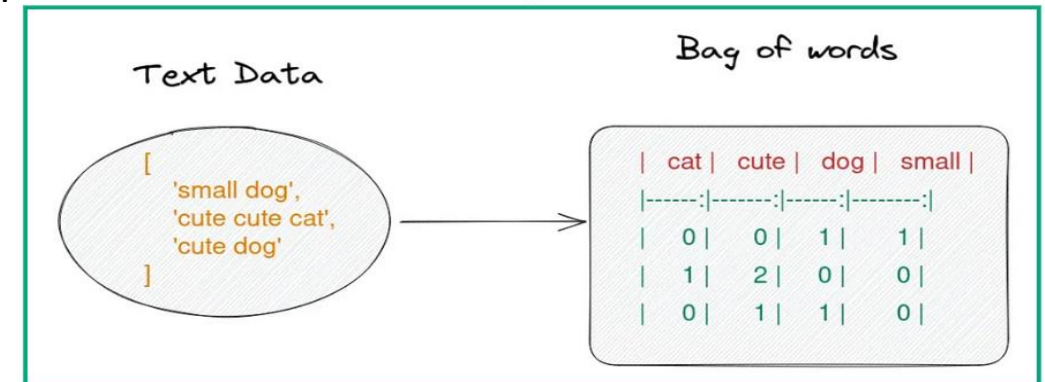 Text Data
[
'small dog',
'cute cute cat',
'cute dog'
]
Bag of words
| cat | cute | dog | small |
|------:|-------:|------:|--------:|
| 0 | 0 | 1 | 1 |
| 1 | 2 | 0 | 0 |
| 0 | 1 | 1 | 0 |